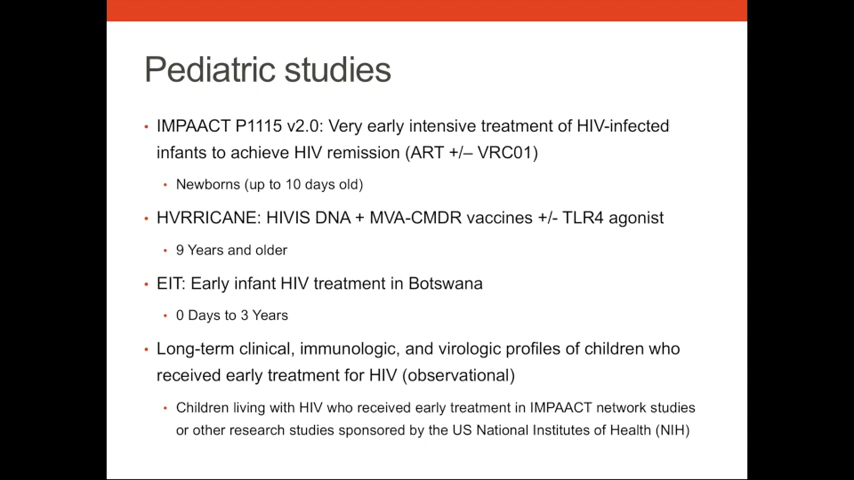 Pediatric studies
• IMPAACT P1115 v2.0: Very early intensive treatment of HIV-infected
infants to achieve HIV remission (ART +/– VRC01)
• Newborns (up to 10 days old)
• HVRRICANE: HIVIS DNA + MVA-CMDR vaccines +/- TLR4 agonist
• 9 Years and older
• EIT: Early infant HIV treatment in Botswana
• 0 Days to 3 Years
• Long-term clinical, immunologic, and virologic profiles of children who
received early treatment for HIV (observational)
• Children living with HIV who received early treatment in IMPAACT network studies
or other research studies sponsored by the US National Institutes of Health (NIH)